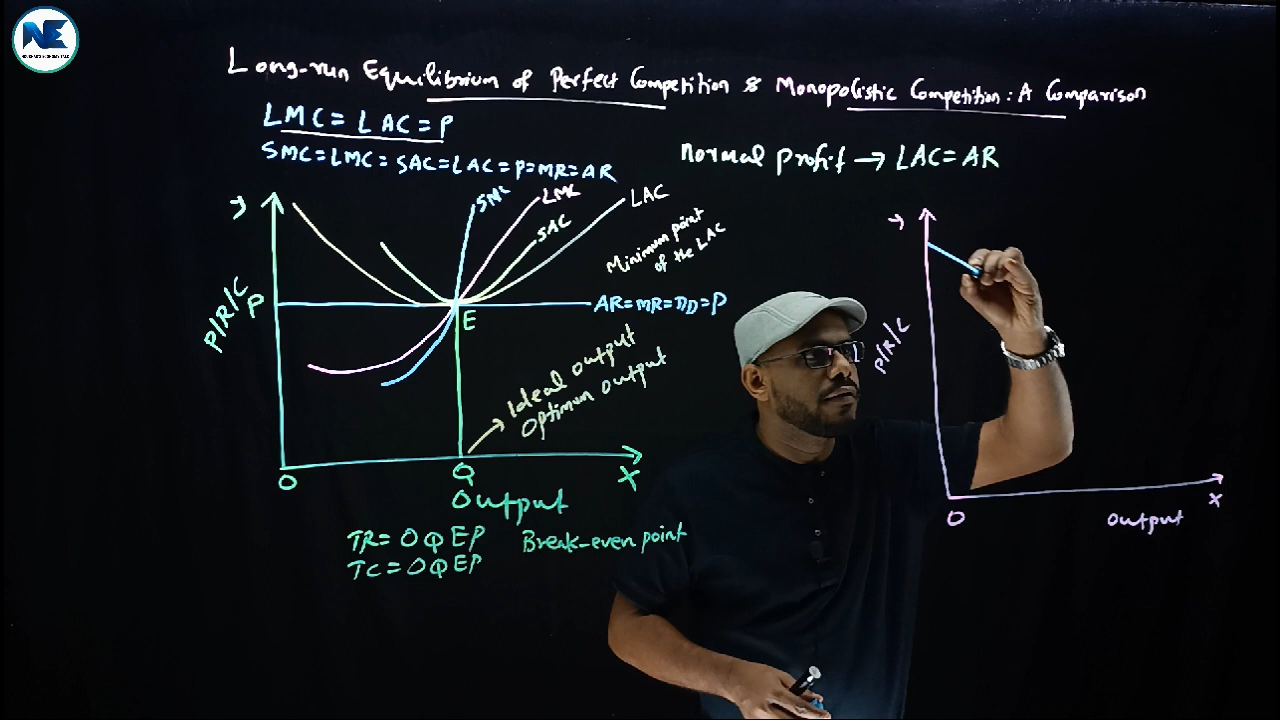 NE
Long-run Equilibrium of Perfect Competition & Monopolistic Competition: A Comparison
LMC = LAC = P
SMC = LMC = SAC = LAC = P = MR = AR
Normal profit → LAC = AR
Y
P/R/C
P
SMC
LMC
SAC
LAC
Minimum point
of the LAC
AR = MR = DD = P
E
Ideal output
Optimum output
O
Q
X
Output
TR = OQEP
TC = OQEP
Break-even point
Y
P/R/C
O
Output
X